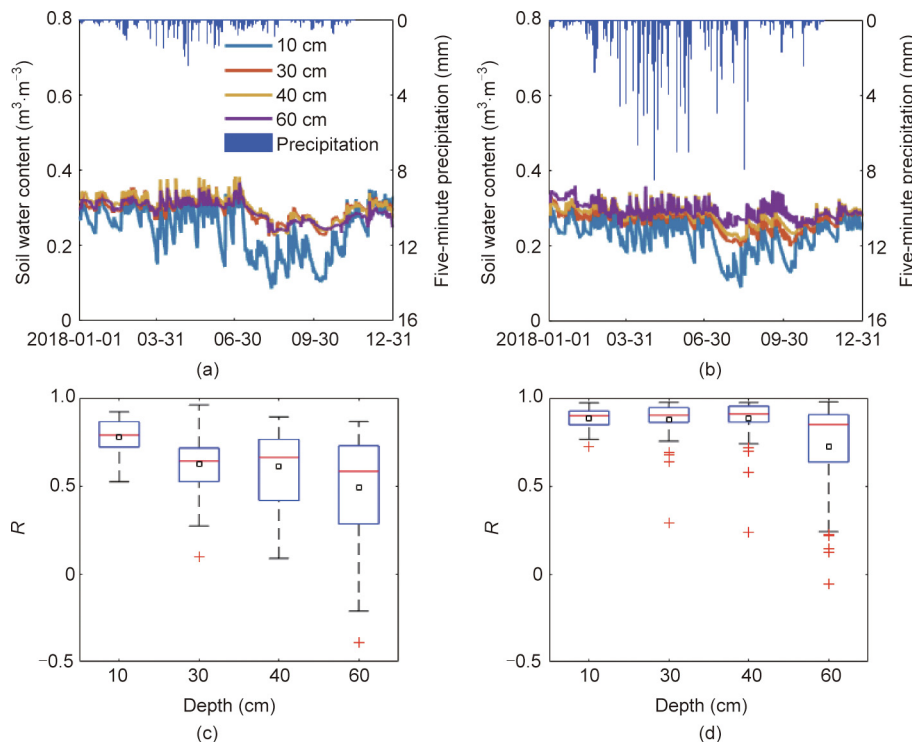 0.8
0.6
0.4
0.2
0
Soil water content (m³·m⁻³)
10 cm
30 cm
40 cm
60 cm
Precipitation
0
4
8
12
16
Five-minute precipitation (mm)
2018-01-01 03-31 06-30 09-30 12-31
(a)
0.8
0.6
0.4
0.2
0
Soil water content (m³·m⁻³)
0
4
8
12
16
Five-minute precipitation (mm)
2018-01-01 03-31 06-30 09-30 12-31
(b)
1.0
0.5
0
−0.5
R
10 30 40 60
Depth (cm)
(c)
1.0
0.5
0
−0.5
R
10 30 40 60
Depth (cm)
(d)